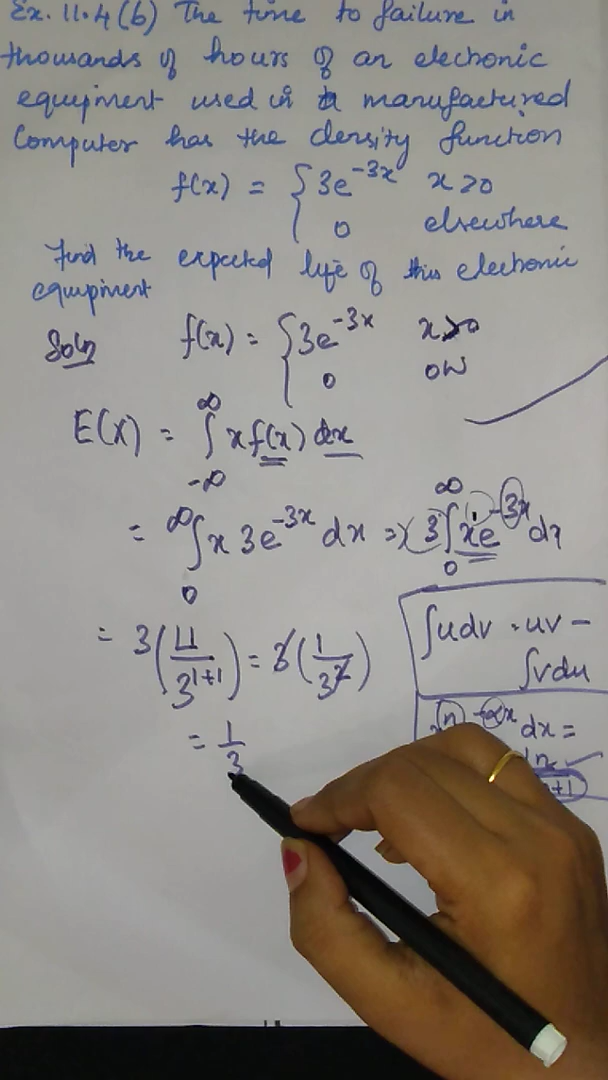 Ex. 11.4 (b) The time to failure in
thousands of hours of an electronic
equipment used in a manufactured
Computer has the density function
f(x) = { 3e^{-3x} x>0
0 elsewhere
Find the expected life of this electronic
equipment
Soln f(x) = { 3e^{-3x} x>0
0 ow
E(X) = ∫_{-∞}^{∞} x f(x) dx
= ∫_0^∞ x 3e^{-3x} dx = 3 ∫_0^∞ x e^{-3x} dx
∫udv = uv -
∫vdu
= 3(1!/3^{1+1}) = 3(1/3^2)
= 1/3
dx =